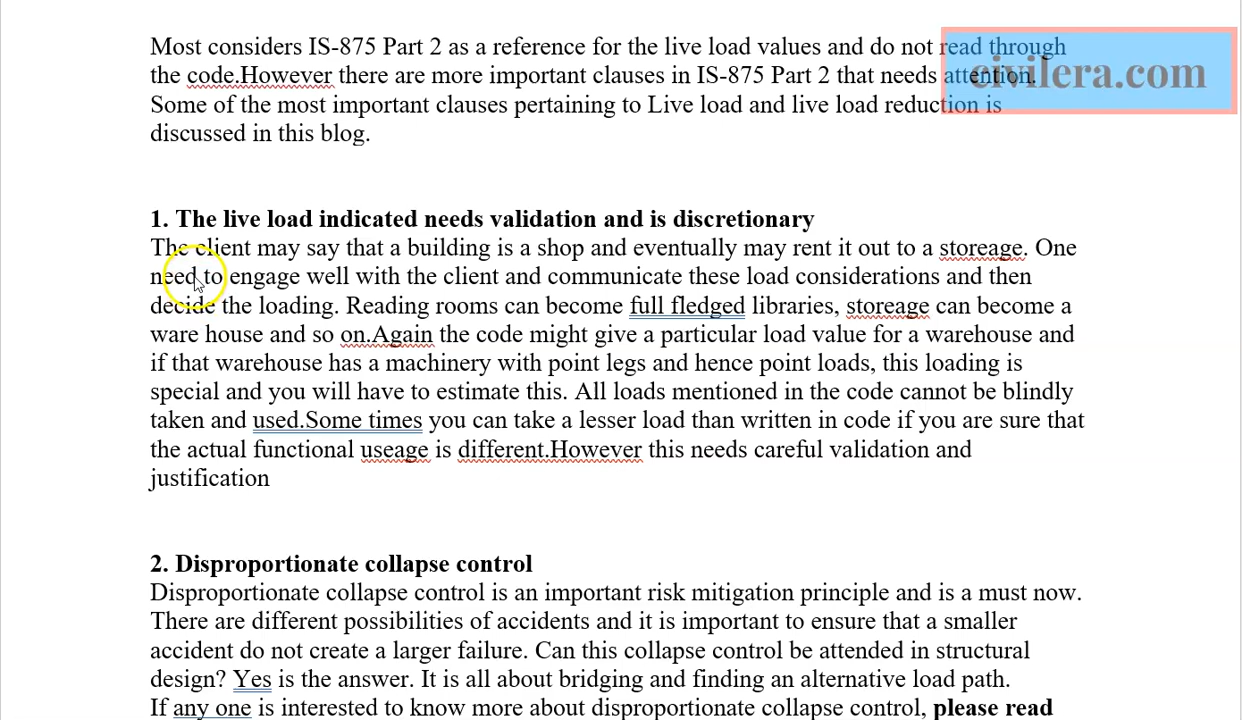 Most considers IS-875 Part 2 as a reference for the live load values and do not read through
the code.However there are more important clauses in IS-875 Part 2 that needs attention.
Some of the most important clauses pertaining to Live load and live load reduction is
discussed in this blog.
civilera.com
1. The live load indicated needs validation and is discretionary
The client may say that a building is a shop and eventually may rent it out to a storeage. One
need to engage well with the client and communicate these load considerations and then
decide the loading. Reading rooms can become full fledged libraries, storeage can become a
ware house and so on.Again the code might give a particular load value for a warehouse and
if that warehouse has a machinery with point legs and hence point loads, this loading is
special and you will have to estimate this. All loads mentioned in the code cannot be blindly
taken and used.Some times you can take a lesser load than written in code if you are sure that
the actual functional useage is different.However this needs careful validation and
justification
2. Disproportionate collapse control
Disproportionate collapse control is an important risk mitigation principle and is a must now.
There are different possibilities of accidents and it is important to ensure that a smaller
accident do not create a larger failure. Can this collapse control be attended in structural
design? Yes is the answer. It is all about bridging and finding an alternative load path.
If any one is interested to know more about disproportionate collapse control, please read